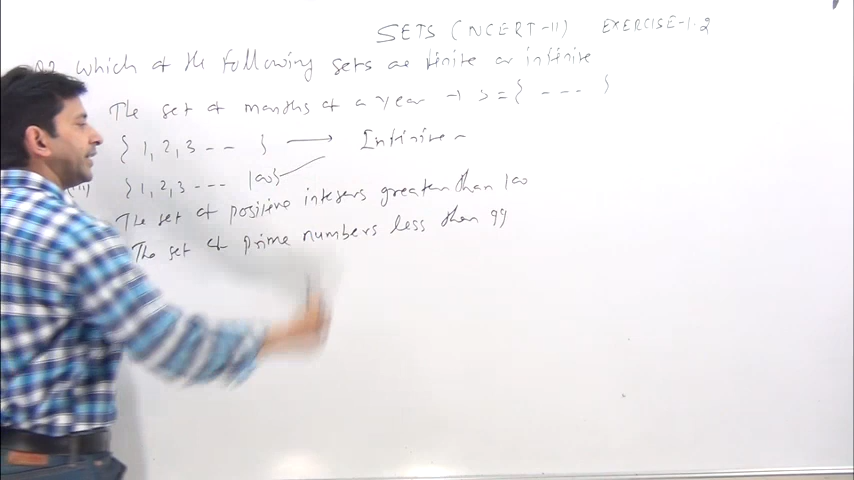 SETS (NCERT-11) EXERCISE-1.2
Q2 Which of the following sets are finite or infinite
The set of months of a year → S = { --- }
{ 1, 2, 3 -- } → Infinite
(iii) { 1, 2, 3 --- 100}
The set of positive integers greater than 100
The set of prime numbers less than 99